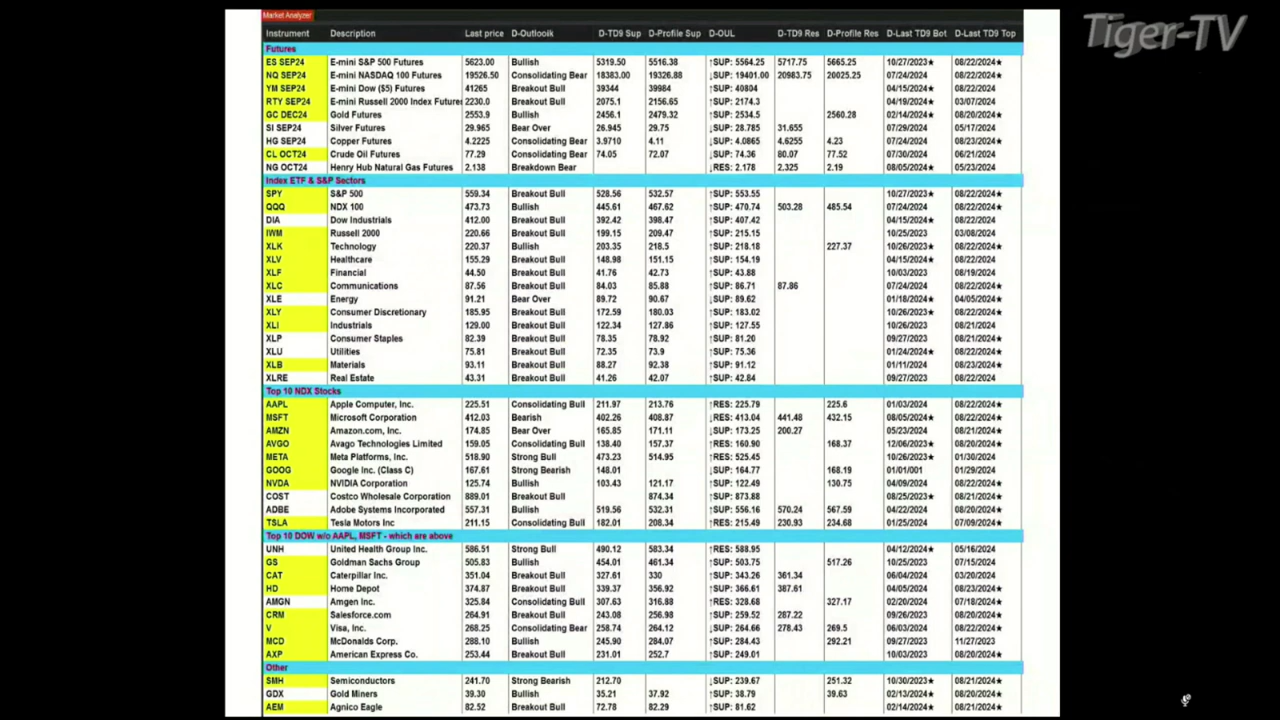 Market Analyzer
Tiger-TV
Instrument Description Last price D-Outlooik D-TD9 Sup D-Profile Sup D-OUL D-TD9 Res D-Profile Res D-Last TD9 Bot D-Last TD9 Top
Futures
ES SEP24 E-mini S&P 500 Futures 5623.00 Bullish 5319.50 5516.38 ↑SUP: 5564.25 5717.75 5665.25 10/27/2023★ 08/22/2024★
NQ SEP24 E-mini NASDAQ 100 Futures 19526.50 Consolidating Bear 18383.00 19326.88 ↓SUP: 19401.00 20983.75 20025.25 07/24/2024 08/22/2024★
YM SEP24 E-mini Dow ($5) Futures 41265 Breakout Bull 39344 39984 ↑SUP: 40804 04/15/2024★ 08/22/2024
RTY SEP24 E-mini Russell 2000 Index Futures 2230.0 Breakout Bull 2075.1 2156.65 ↑SUP: 2174.3 04/19/2024★ 03/07/2024
GC DEC24 Gold Futures 2553.9 Bullish 2456.1 2479.32 ↑SUP: 2534.5 2560.28 02/14/2024★ 08/20/2024★
SI SEP24 Silver Futures 29.965 Bear Over 26.945 29.75 ↓SUP: 28.785 31.655 07/29/2024 05/17/2024
HG SEP24 Copper Futures 4.2225 Consolidating Bear 3.9710 4.11 ↓SUP: 4.0865 4.6255 4.23 07/24/2024 08/23/2024★
CL OCT24 Crude Oil Futures 77.29 Consolidating Bear 74.05 72.07 ↓SUP: 74.36 80.07 77.52 07/30/2024 06/21/2024
NG OCT24 Henry Hub Natural Gas Futures 2.138 Breakdown Bear ↓RES: 2.178 2.325 2.19 08/05/2024★ 05/23/2024
Index ETF & S&P Sectors
SPY S&P 500 559.34 Breakout Bull 528.56 532.57 ↑SUP: 553.55 10/27/2023★ 08/22/2024
QQQ NDX 100 473.73 Bullish 445.61 467.62 ↑SUP: 470.74 503.28 485.54 07/24/2024 08/22/2024
DIA Dow Industrials 412.00 Breakout Bull 392.42 398.47 ↑SUP: 407.42 04/15/2024★ 08/22/2024
IWM Russell 2000 220.66 Breakout Bull 199.15 209.47 ↑SUP: 215.15 10/25/2023 03/08/2024
XLK Technology 220.37 Bullish 203.35 218.5 ↑SUP: 218.18 227.37 10/26/2023★ 08/22/2024★
XLV Healthcare 155.29 Breakout Bull 148.98 151.15 ↑SUP: 154.19 04/15/2024★ 08/22/2024★
XLF Financial 44.50 Breakout Bull 41.76 42.73 ↑SUP: 43.88 10/03/2023 08/19/2024
XLC Communications 87.56 Breakout Bull 84.03 85.88 ↑SUP: 86.71 87.86 07/24/2024 08/22/2024★
XLE Energy 91.21 Bear Over 89.72 90.67 ↓SUP: 89.62 01/18/2024★ 04/05/2024★
XLY Consumer Discretionary 185.95 Breakout Bull 172.59 180.03 ↑SUP: 183.02 10/26/2023★ 08/22/2024★
XLI Industrials 129.00 Breakout Bull 122.34 127.86 ↑SUP: 127.55 10/26/2023 08/21/2024
XLP Consumer Staples 82.39 Breakout Bull 78.35 78.92 ↑SUP: 81.20 09/27/2023 08/21/2024★
XLU Utilities 75.81 Breakout Bull 72.35 73.9 ↑SUP: 75.36 01/24/2024★ 08/22/2024★
XLB Materials 93.11 Breakout Bull 88.27 92.38 ↑SUP: 91.12 01/11/2024 08/23/2024★
XLRE Real Estate 43.31 Breakout Bull 41.26 42.07 ↑SUP: 42.84 09/27/2023 08/22/2024
Top 10 NDX Stocks
AAPL Apple Computer, Inc. 225.51 Consolidating Bull 211.97 213.76 ↑RES: 225.79 225.6 01/03/2024 08/22/2024★
MSFT Microsoft Corporation 412.03 Bearish 402.26 408.87 ↓RES: 413.04 441.48 432.15 08/05/2024★ 08/22/2024★
AMZN Amazon.com, Inc. 174.85 Bear Over 165.85 171.11 ↓SUP: 173.25 200.27 05/23/2024 08/21/2024★
AVGO Avago Technologies Limited 159.05 Consolidating Bull 138.40 157.37 ↑RES: 160.90 168.37 12/06/2023★ 08/20/2024★
META Meta Platforms, Inc. 518.90 Strong Bull 473.23 514.95 ↑RES: 525.45 10/26/2023★ 01/30/2024
GOOG Google Inc. (Class C) 167.61 Strong Bearish 148.01 ↓SUP: 164.77 168.19 01/01/001 01/29/2024
NVDA NVIDIA Corporation 125.74 Bullish 103.43 121.17 ↑SUP: 122.49 130.75 04/09/2024 08/22/2024★
COST Costco Wholesale Corporation 889.01 Breakout Bull 874.34 ↑SUP: 873.88 08/25/2023★ 08/21/2024★
ADBE Adobe Systems Incorporated 557.31 Bullish 519.56 532.31 ↑SUP: 556.16 570.24 567.59 04/22/2024 08/20/2024★
TSLA Tesla Motors Inc 211.15 Consolidating Bull 182.01 208.34 ↑RES: 215.49 230.93 234.68 01/25/2024 07/09/2024★
Top 10 DOW w/o AAPL, MSFT - which are above
UNH United Health Group Inc. 586.51 Strong Bull 490.12 583.34 ↑RES: 588.95 04/12/2024★ 05/16/2024
GS Goldman Sachs Group 505.83 Bullish 454.01 461.34 ↑SUP: 503.75 517.26 10/25/2023 07/15/2024
CAT Caterpillar Inc. 351.04 Breakout Bull 327.61 330 ↑SUP: 343.26 361.34 06/04/2024 03/20/2024
HD Home Depot 374.87 Breakout Bull 339.37 356.92 ↑SUP: 366.61 387.61 04/05/2024 08/23/2024★
AMGN Amgen Inc. 325.84 Consolidating Bull 307.63 316.88 ↑RES: 328.68 327.17 02/20/2024 07/18/2024★
CRM Salesforce.com 264.91 Breakout Bull 243.08 256.98 ↑SUP: 259.52 287.22 09/26/2023 08/20/2024★
V Visa, Inc. 268.25 Consolidating Bear 258.74 264.12 ↓SUP: 264.66 278.43 269.5 06/03/2024 08/22/2024★
MCD McDonalds Corp. 288.10 Bullish 245.90 284.07 ↑SUP: 284.43 292.21 09/27/2023 11/27/2023
AXP American Express Co. 253.44 Breakout Bull 231.01 252.7 ↑SUP: 249.01 10/03/2023 08/20/2024★
Other
SMH Semiconductors 241.70 Strong Bearish 212.70 ↓SUP: 239.67 251.32 10/30/2023★ 08/21/2024★
GDX Gold Miners 39.30 Bullish 35.21 37.92 ↑SUP: 38.79 39.63 02/13/2024★ 08/20/2024★
AEM Agnico Eagle 82.52 Breakout Bull 72.78 82.29 ↑SUP: 81.62 02/14/2024★ 08/21/2024★